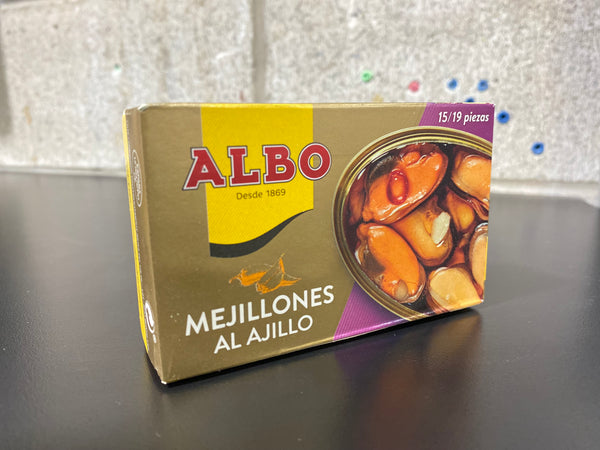 15/19 piezas
ALBO
Desde 1869
MEJILLONES
AL AJILLO